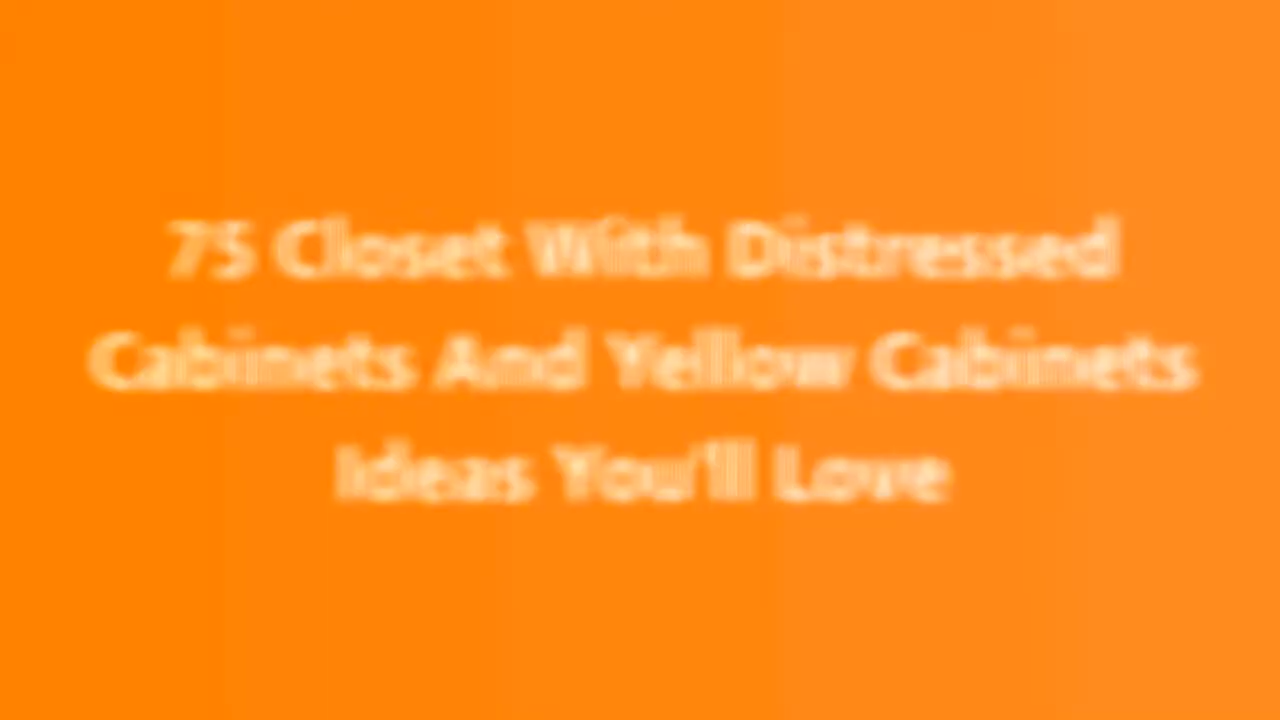 75 Closet With Distressed
Cabinets And Yellow Cabinets
Ideas You'll Love